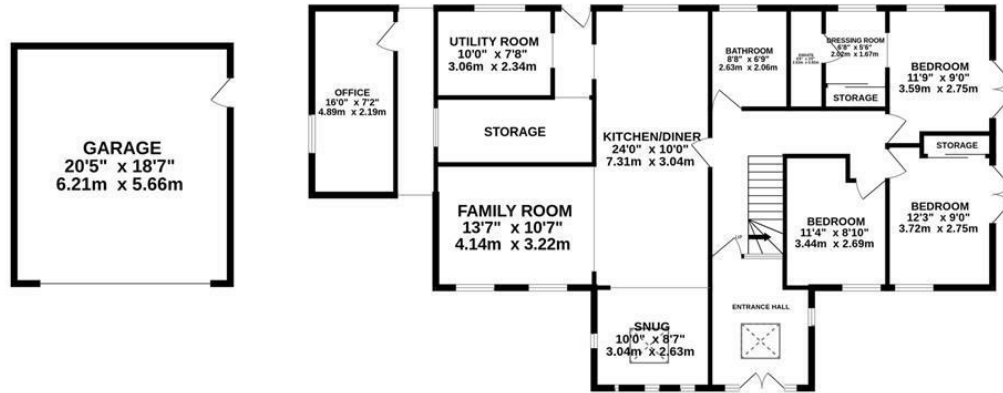 GARAGE
20'5" x 18'7"
6.21m x 5.66m
OFFICE
16'0" x 7'2"
4.89m x 2.19m
UTILITY ROOM
10'0" x 7'8"
3.06m x 2.34m
STORAGE
FAMILY ROOM
13'7" x 10'7"
4.14m x 3.22m
KITCHEN/DINER
24'0" x 10'0"
7.31m x 3.04m
SNUG
10'0" x 8'7"
3.04m x 2.63m
BATHROOM
8'8" x 6'9"
2.63m x 2.06m
DRESSING ROOM
6'8" x 5'6"
2.02m x 1.67m
STORAGE
BEDROOM
11'9" x 9'0"
3.59m x 2.75m
STORAGE
BEDROOM
12'3" x 9'0"
3.72m x 2.75m
BEDROOM
11'4" x 8'10"
3.44m x 2.69m
UP
ENTRANCE HALL